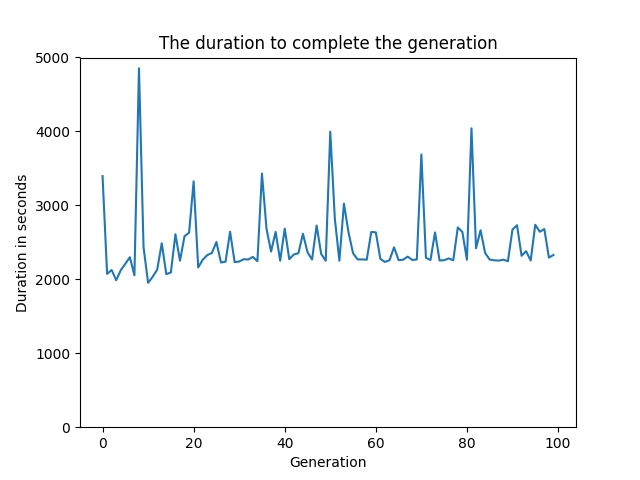 The duration to complete the generation
5000
4000
3000
2000
1000
0
Duration in seconds
0 20 40 60 80 100
Generation